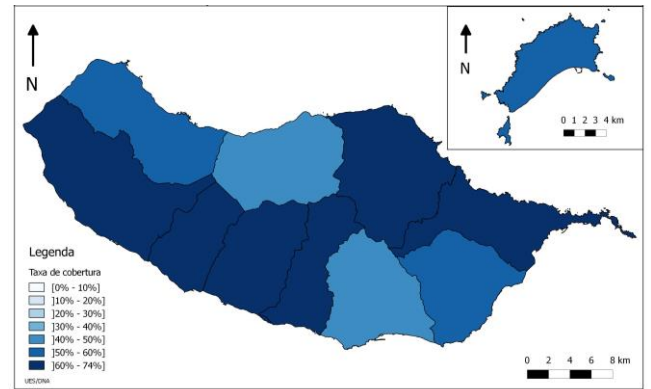 N
N
0 1 2 3 4 km
Legenda
Taxa de cobertura
[0% - 10%]
]10% - 20%]
]20% - 30%]
]30% - 40%]
]40% - 50%]
]50% - 60%]
]60% - 74%]
UES/DNA
0 2 4 6 8 km